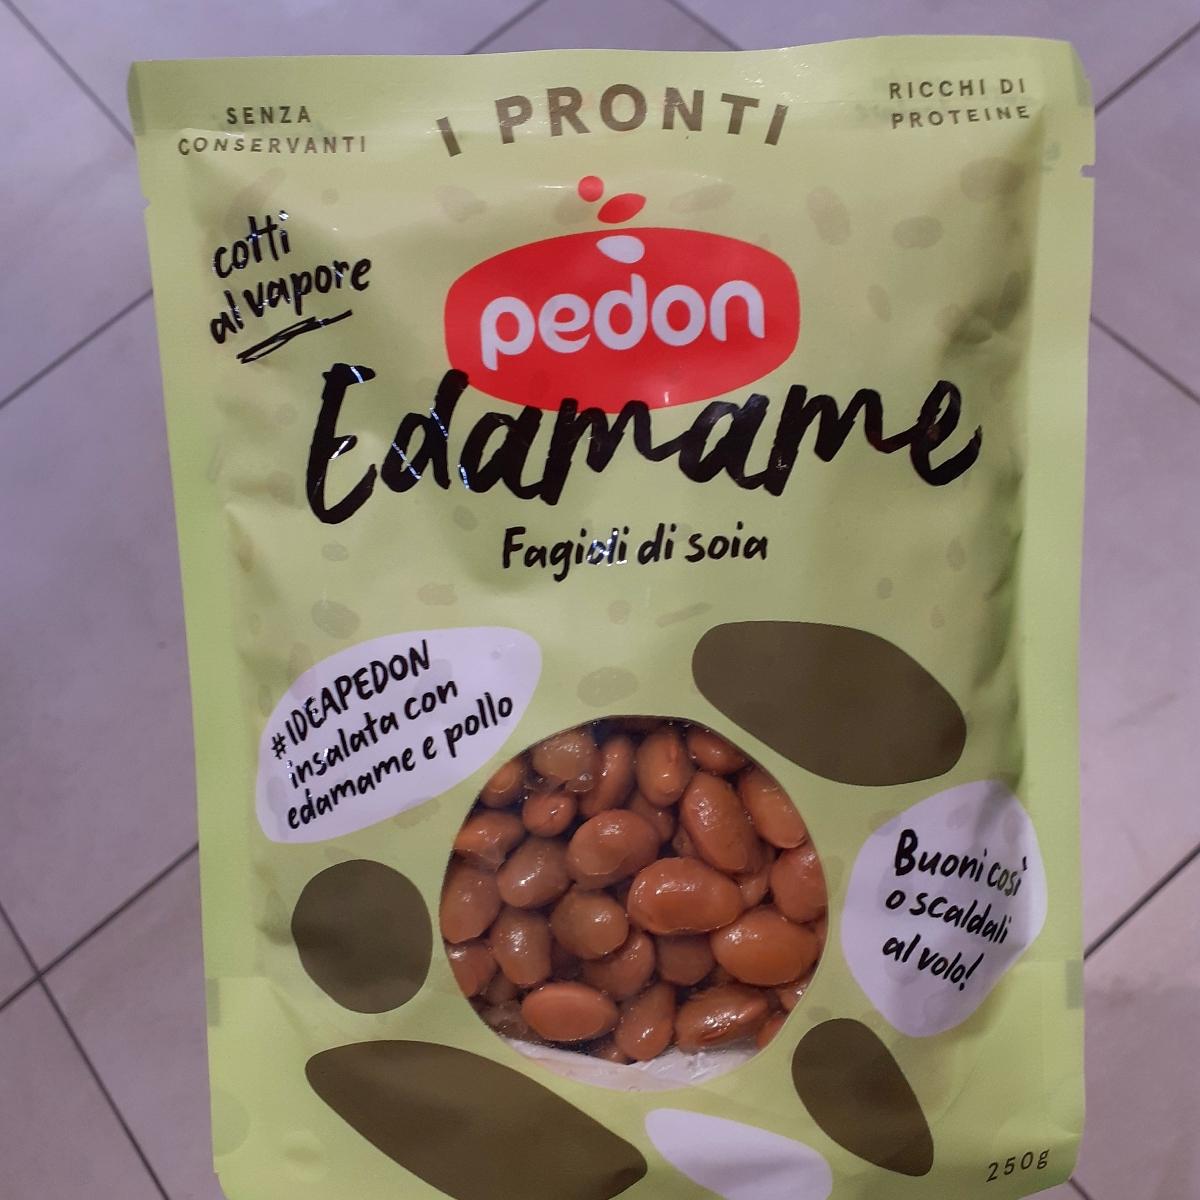 SENZA
CONSERVANTI
I PRONTI
RICCHI DI
PROTEINE
cotti
al vapore
pedon
Edamame
Fagioli di soia
#IDEAPEDON
insalata con
edamame e pollo
Buoni così
o scaldali
al volo!
250g